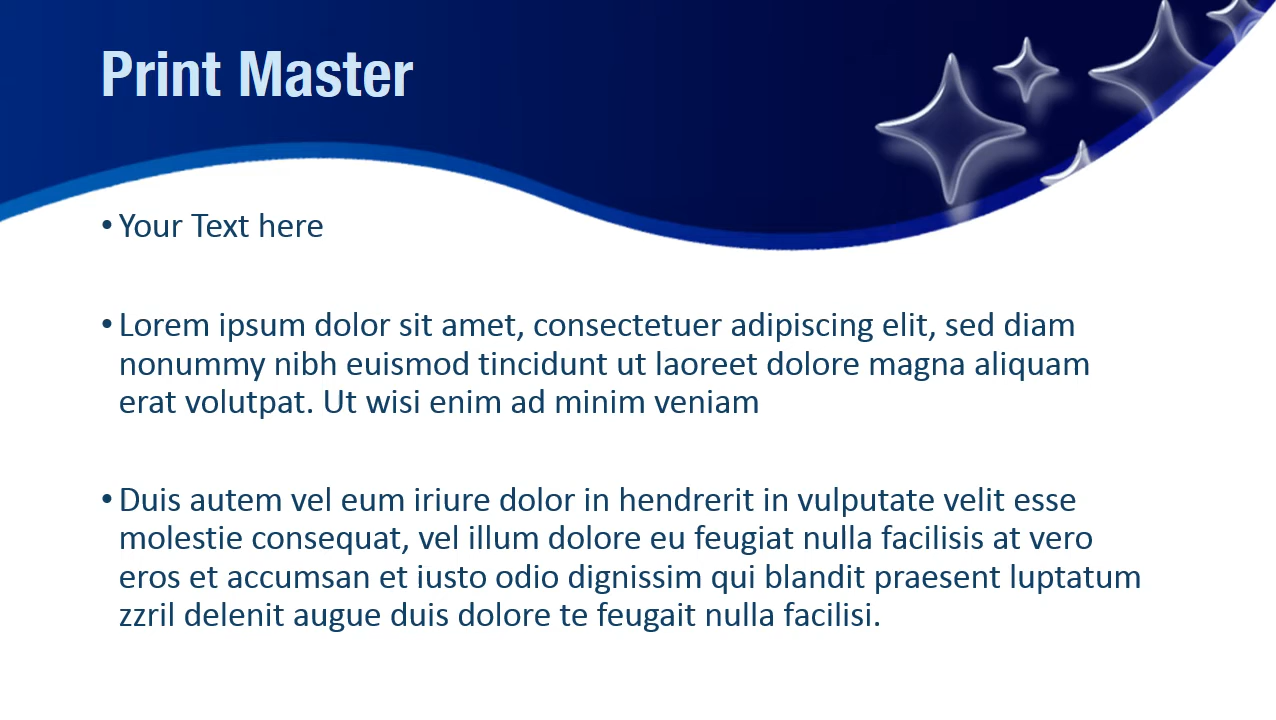 Print Master
• Your Text here
• Lorem ipsum dolor sit amet, consectetuer adipiscing elit, sed diam
nonummy nibh euismod tincidunt ut laoreet dolore magna aliquam
erat volutpat. Ut wisi enim ad minim veniam
• Duis autem vel eum iriure dolor in hendrerit in vulputate velit esse
molestie consequat, vel illum dolore eu feugiat nulla facilisis at vero
eros et accumsan et iusto odio dignissim qui blandit praesent luptatum
zzril delenit augue duis dolore te feugait nulla facilisi.